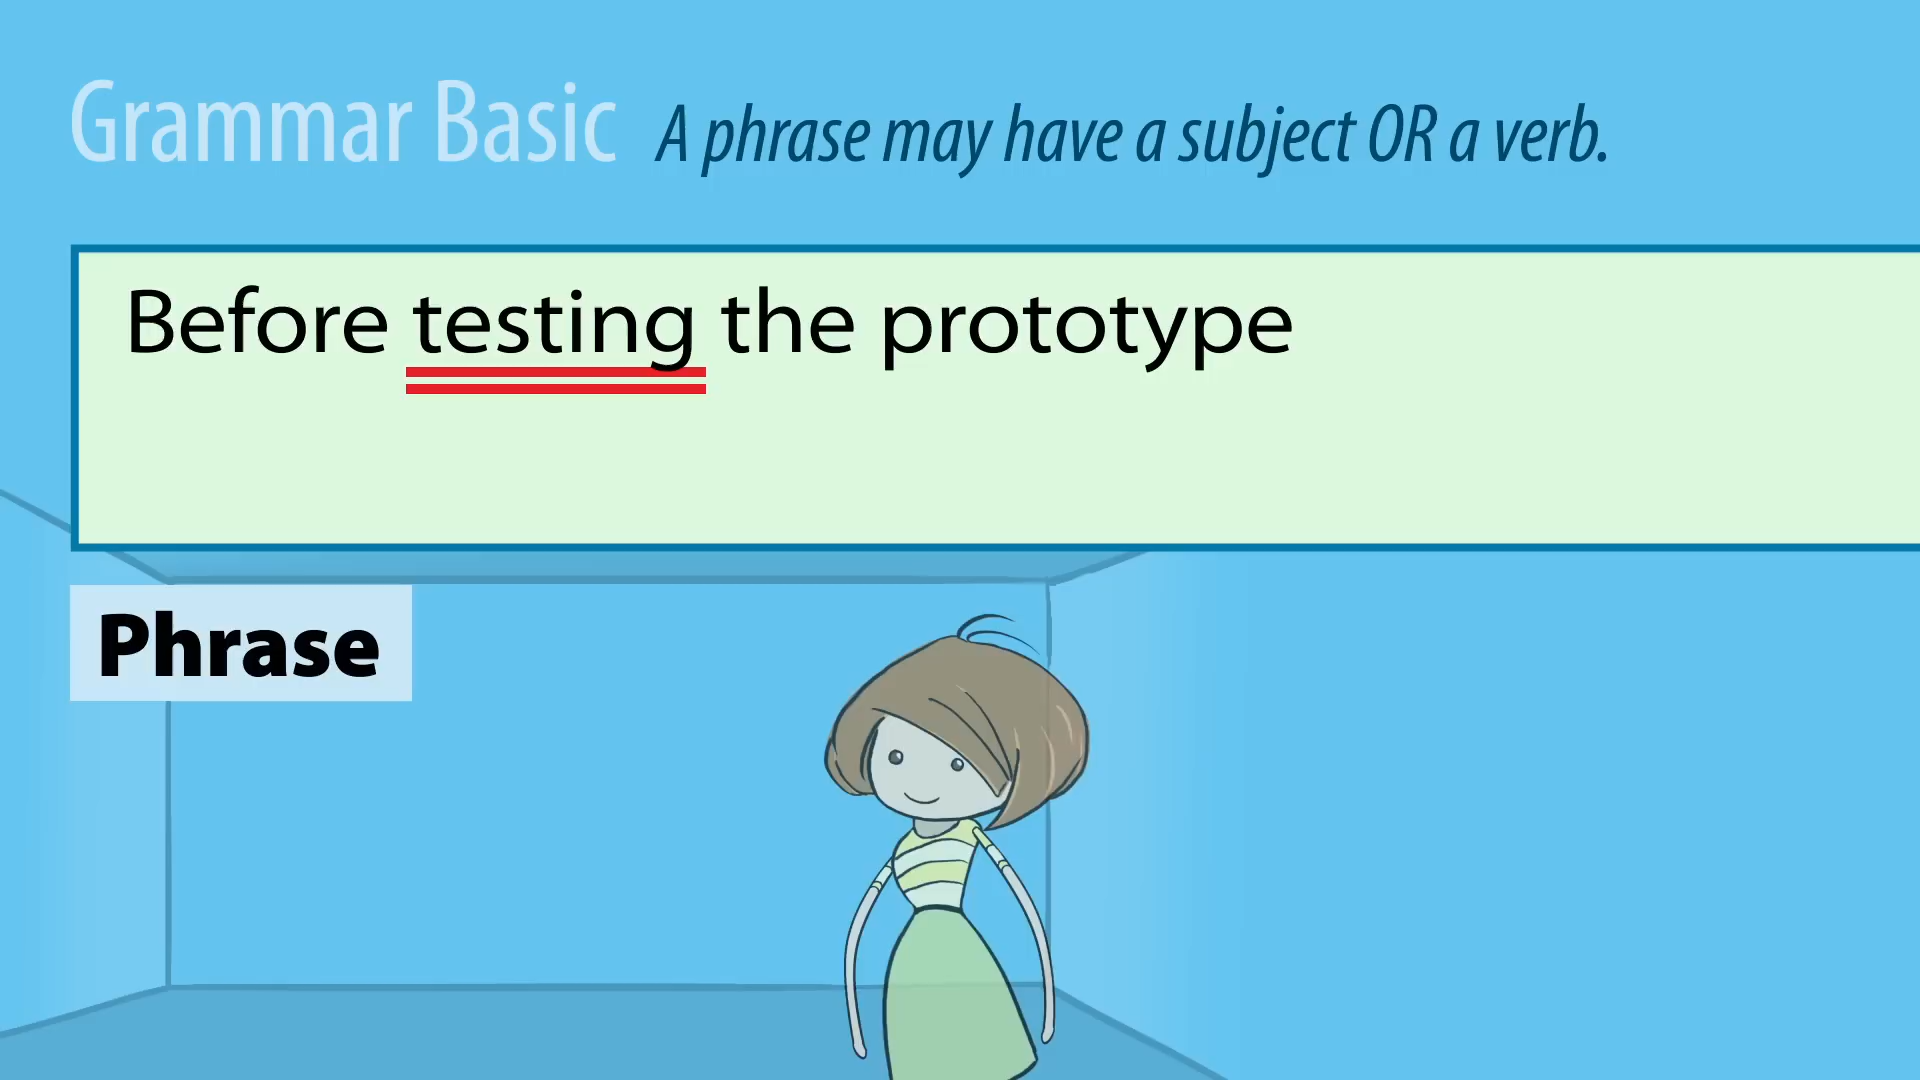 Grammar Basic A phrase may have a subject OR a verb.
Before testing the prototype
Phrase